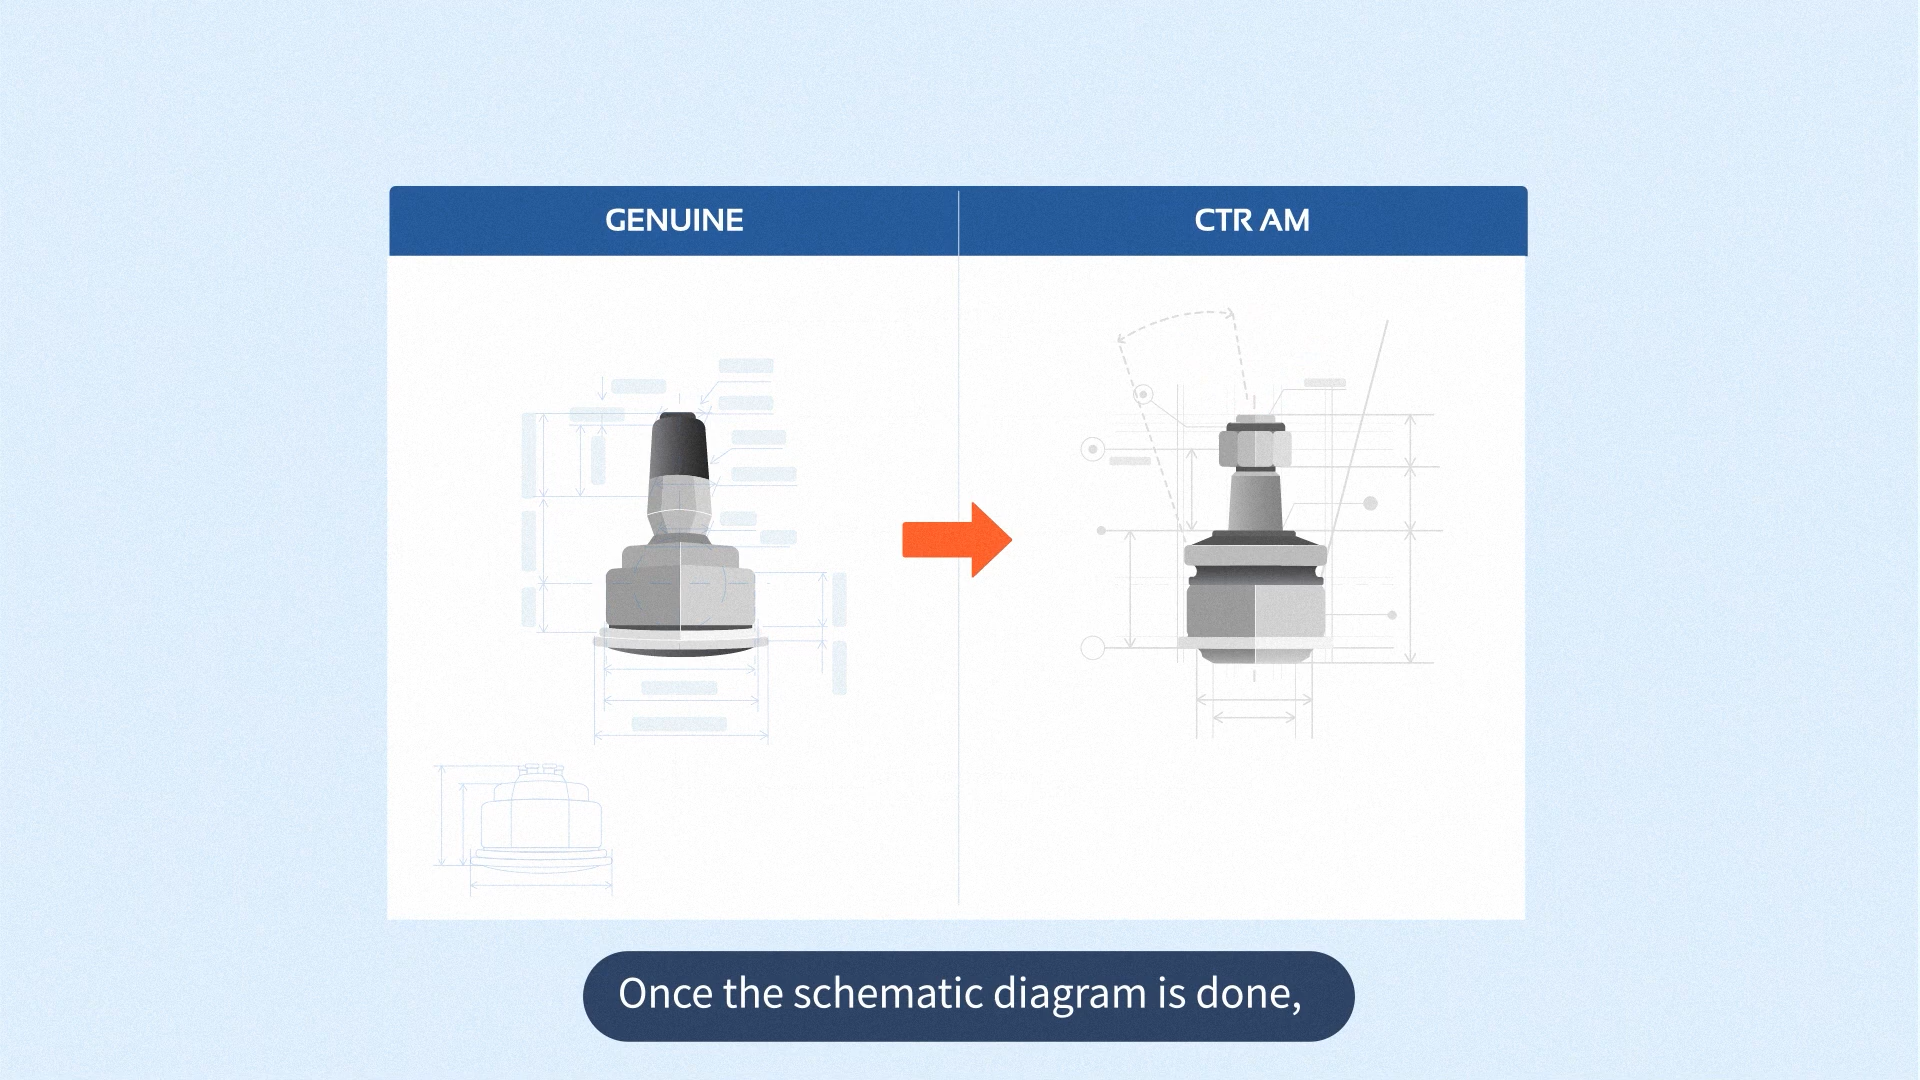 GENUINE
CTR AM
Once the schematic diagram is done,